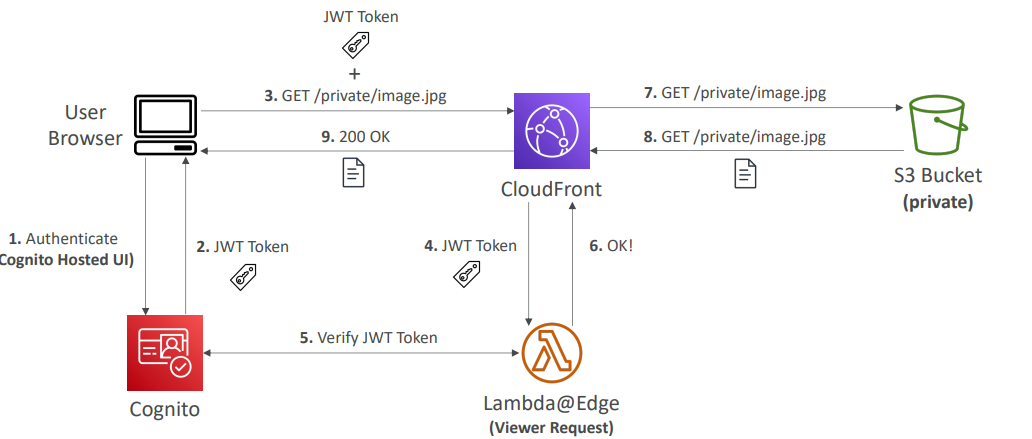 JWT Token
+
3. GET /private/image.jpg
7. GET /private/image.jpg
User
Browser
9. 200 OK
8. GET /private/image.jpg
CloudFront
S3 Bucket
(private)
1. Authenticate
Cognito Hosted UI)
2. JWT Token
4. JWT Token
6. OK!
5. Verify JWT Token
Cognito
Lambda@Edge
(Viewer Request)